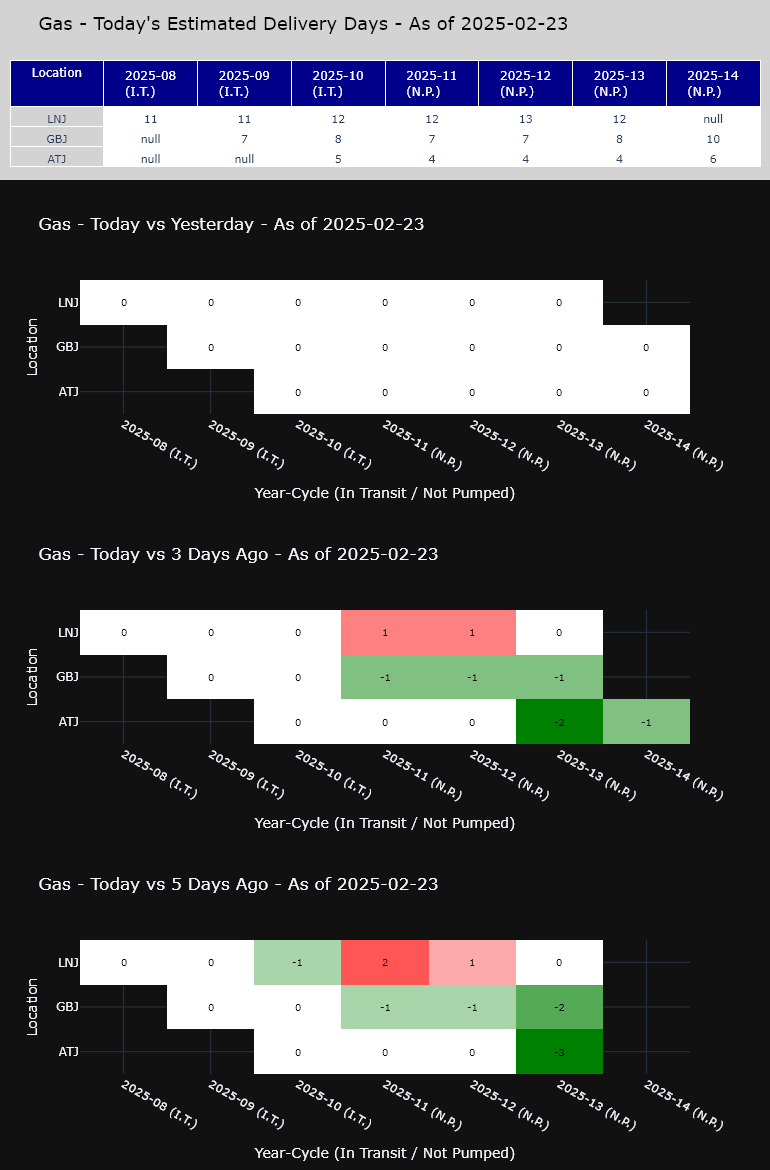 Gas - Today's Estimated Delivery Days - As of 2025-02-23
Location 2025-08 (I.T.) 2025-09 (I.T.) 2025-10 (I.T.) 2025-11 (N.P.) 2025-12 (N.P.) 2025-13 (N.P.) 2025-14 (N.P.)
LNJ 11 11 12 12 13 12 null
GBJ null 7 8 7 7 8 10
ATJ null null 5 4 4 4 6
Gas - Today vs Yesterday - As of 2025-02-23
Location
LNJ 0 0 0 0 0 0
GBJ 0 0 0 0 0 0
ATJ 0 0 0 0 0
2025-08 (I.T.) 2025-09 (I.T.) 2025-10 (I.T.) 2025-11 (N.P.) 2025-12 (N.P.) 2025-13 (N.P.) 2025-14 (N.P.)
Year-Cycle (In Transit / Not Pumped)
Gas - Today vs 3 Days Ago - As of 2025-02-23
Location
LNJ 0 0 0 1 1 0
GBJ 0 0 -1 -1 -1
ATJ 0 0 0 -2 -1
2025-08 (I.T.) 2025-09 (I.T.) 2025-10 (I.T.) 2025-11 (N.P.) 2025-12 (N.P.) 2025-13 (N.P.) 2025-14 (N.P.)
Year-Cycle (In Transit / Not Pumped)
Gas - Today vs 5 Days Ago - As of 2025-02-23
Location
LNJ 0 0 -1 2 1 0
GBJ 0 0 -1 -1 -2
ATJ 0 0 0 -3
2025-08 (I.T.) 2025-09 (I.T.) 2025-10 (I.T.) 2025-11 (N.P.) 2025-12 (N.P.) 2025-13 (N.P.) 2025-14 (N.P.)
Year-Cycle (In Transit / Not Pumped)